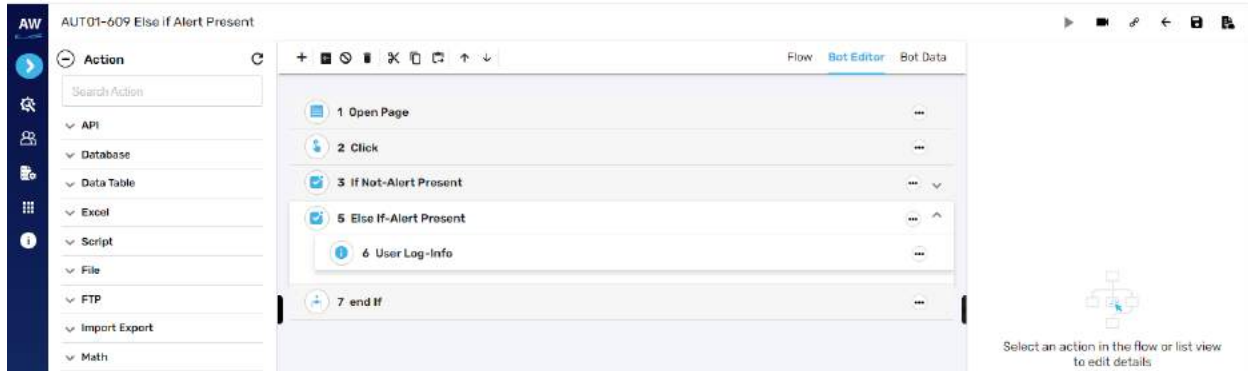 AW
AUT01-609 Else if Alert Present
Action
Search Action
API
Database
Data Table
Excel
Script
File
FTP
Import Export
Math
Flow Bot Editor Bot Data
1 Open Page
2 Click
3 If Not-Alert Present
5 Else If-Alert Present
6 User Log-Info
7 end If
Select an action in the flow or list view
to edit details